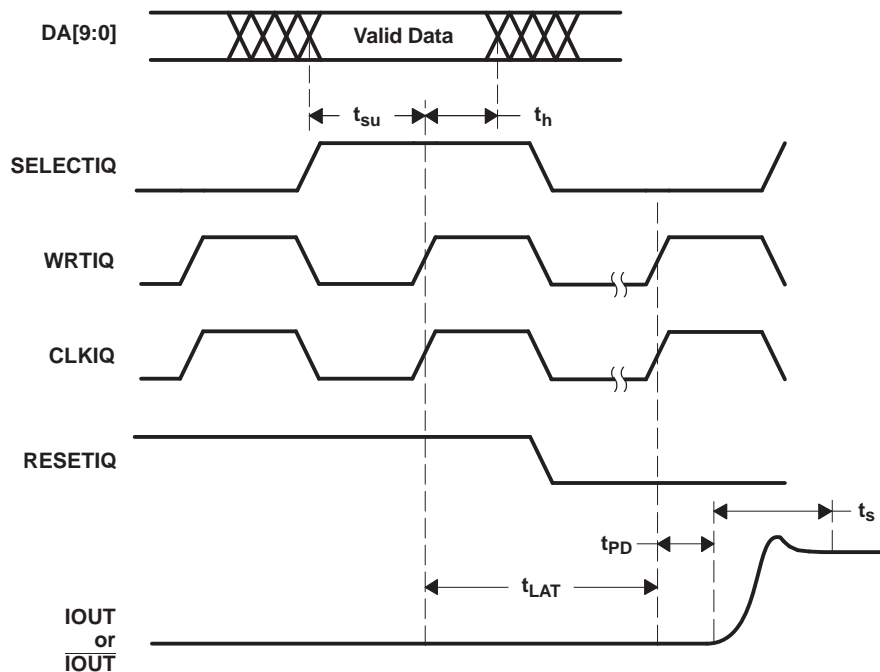 DA[9:0]
Valid Data
tsu
th
SELECTIQ
WRTIQ
CLKIQ
RESETIQ
ts
tPD
tLAT
IOUT
or
IOUT